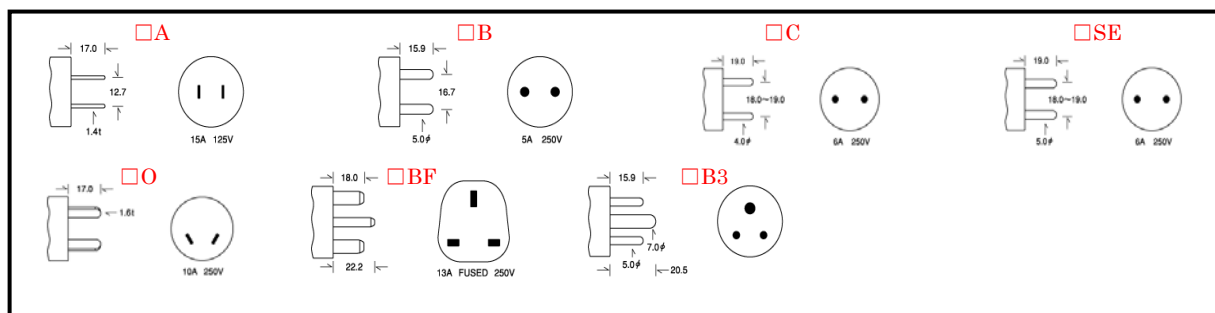 □A
17.0
12.7
1.4t
15A 125V
□B
15.9
16.7
5.0φ
5A 250V
□C
19.0
18.0～19.0
4.0φ
6A 250V
□SE
19.0
18.0～19.0
5.0φ
6A 250V
□O
17.0
1.6t
10A 250V
□BF
18.0
22.2
13A FUSED 250V
□B3
15.9
7.0φ
5.0φ
20.5